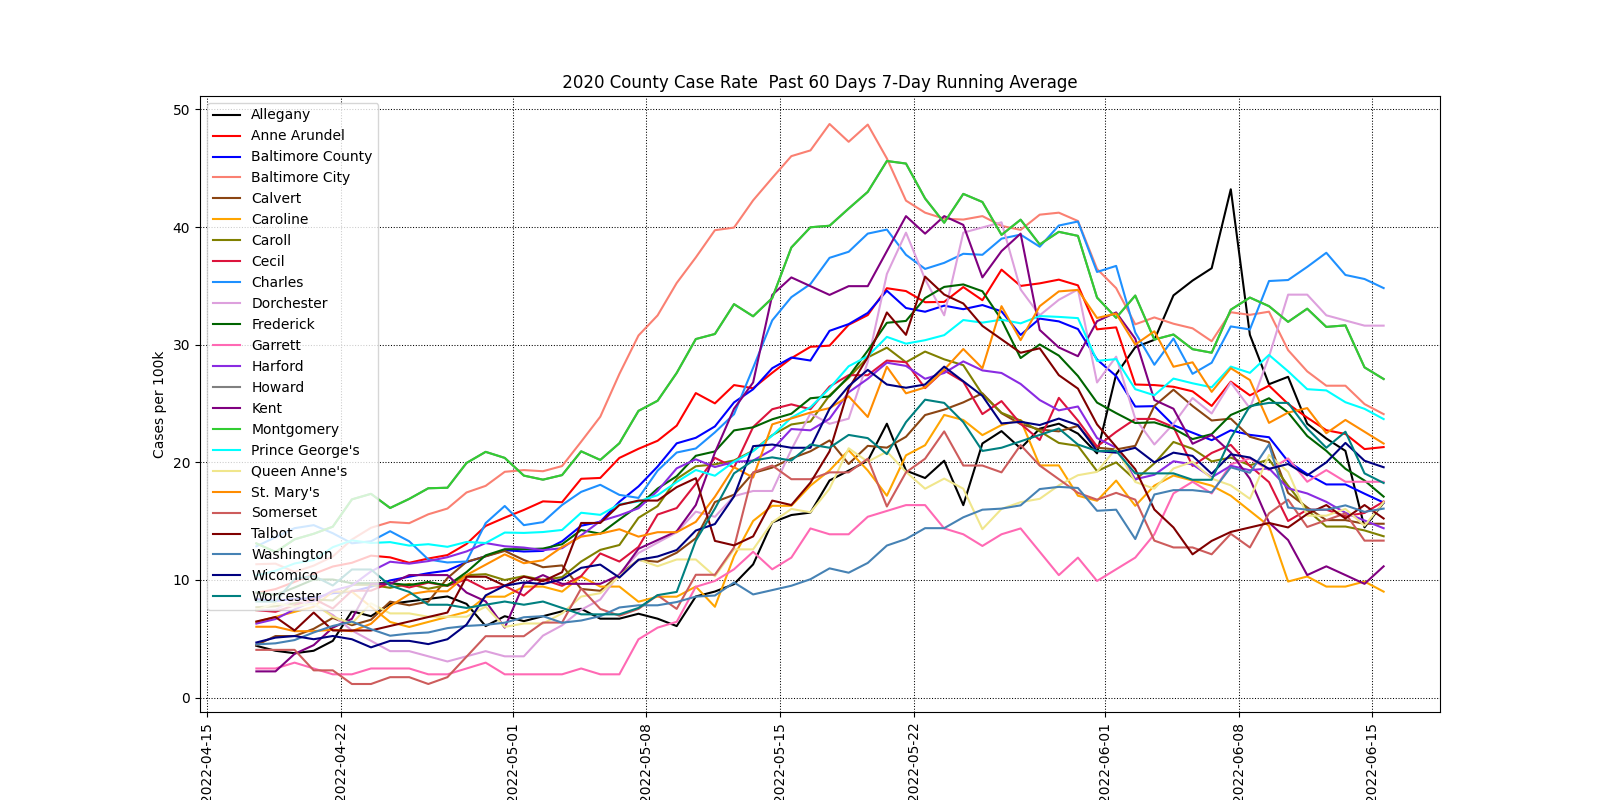 2020 County Case Rate  Past 60 Days 7-Day Running Average
Cases per 100k
50
40
30
20
10
0
Allegany
Anne Arundel
Baltimore County
Baltimore City
Calvert
Caroline
Caroll
Cecil
Charles
Dorchester
Frederick
Garrett
Harford
Howard
Kent
Montgomery
Prince George's
Queen Anne's
St. Mary's
Somerset
Talbot
Washington
Wicomico
Worcester
2022-04-15
2022-04-22
2022-05-01
2022-05-08
2022-05-15
2022-05-22
2022-06-01
2022-06-08
2022-06-15